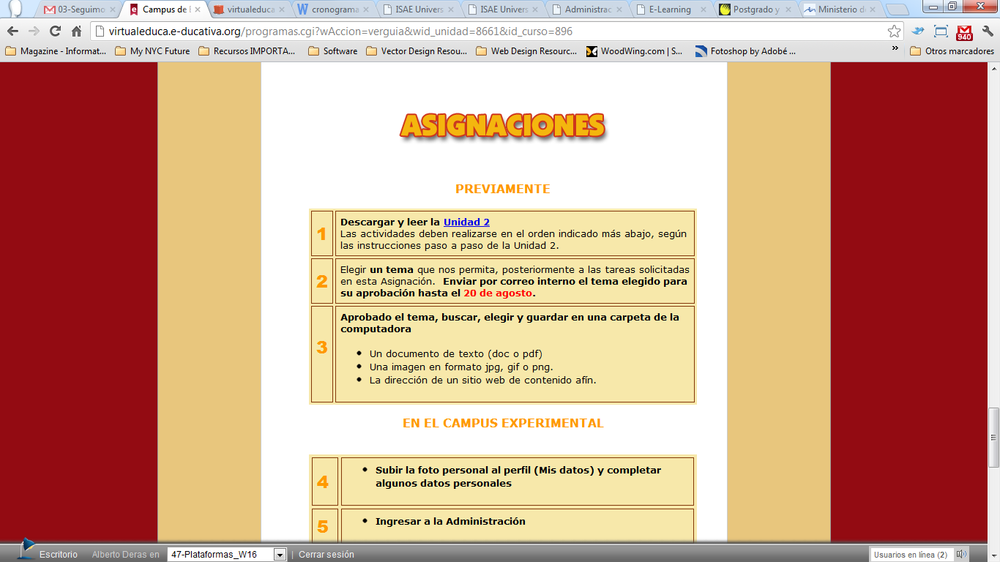 03-Seguimo
Campus de E
virtualeduca
cronograma
ISAE Univers
ISAE Univers
Administrac
E-Learning
Postgrado y
Ministerio de
virtualeduca.e-ducativa.org/programas.cgi?wAccion=verguia&wid_unidad=8661&id_curso=896
940
Magazine - Informat...
My NYC Future
Recursos IMPORTA...
Software
Vector Design Resou...
Web Design Resourc...
WoodWing.com | S...
Fotoshop by Adobé ...
»
Otros marcadores
ASIGNACIONES
PREVIAMENTE
1
Descargar y leer la Unidad 2
Las actividades deben realizarse en el orden indicado más abajo, según
las instrucciones paso a paso de la Unidad 2.
2
Elegir un tema que nos permita, posteriormente a las tareas solicitadas
en esta Asignación. Enviar por correo interno el tema elegido para
su aprobación hasta el 20 de agosto.
3
Aprobado el tema, buscar, elegir y guardar en una carpeta de la
computadora
• Un documento de texto (doc o pdf)
• Una imagen en formato jpg, gif o png.
• La dirección de un sitio web de contenido afín.
EN EL CAMPUS EXPERIMENTAL
4
• Subir la foto personal al perfil (Mis datos) y completar
algunos datos personales
5
• Ingresar a la Administración
Escritorio
Alberto Deras en
47-Plataformas_W16
| Cerrar sesión
Usuarios en línea (2)